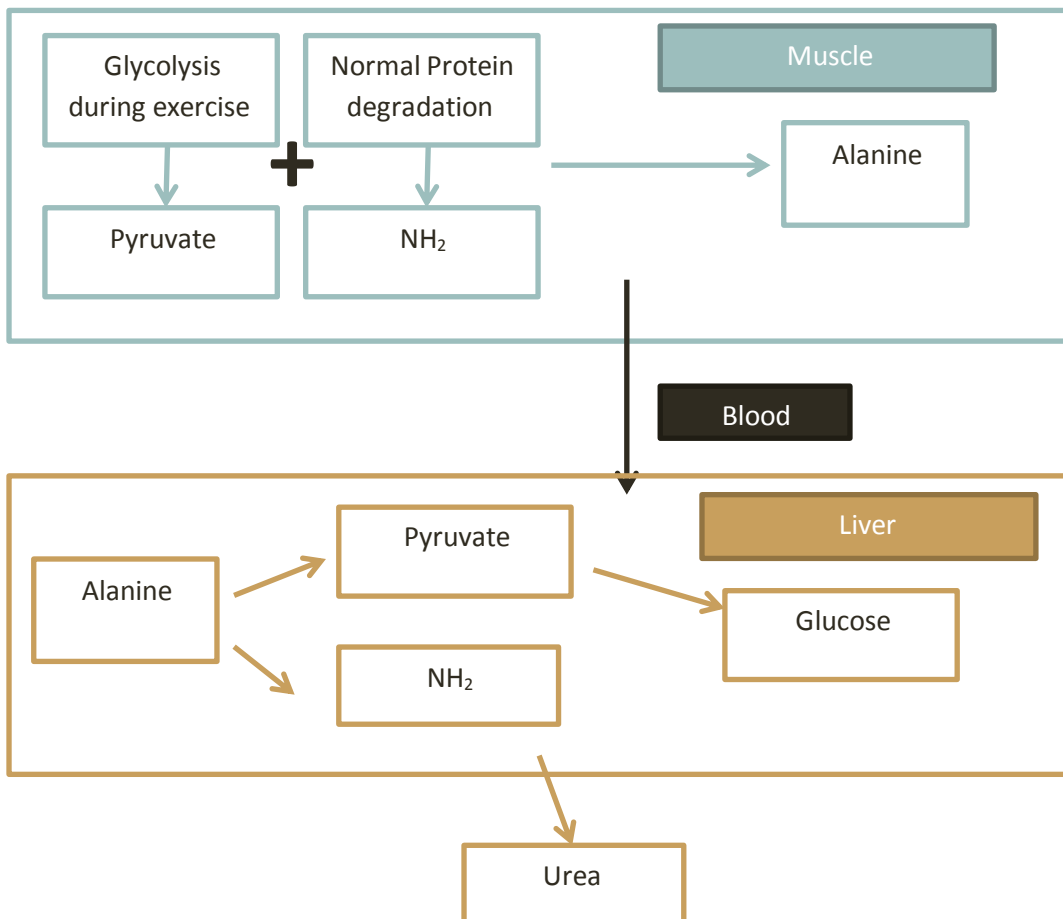 Glycolysis
during exercise
Normal Protein
degradation
Muscle
Alanine
Pyruvate
NH₂
Blood
Liver
Pyruvate
Alanine
Glucose
NH₂
Urea